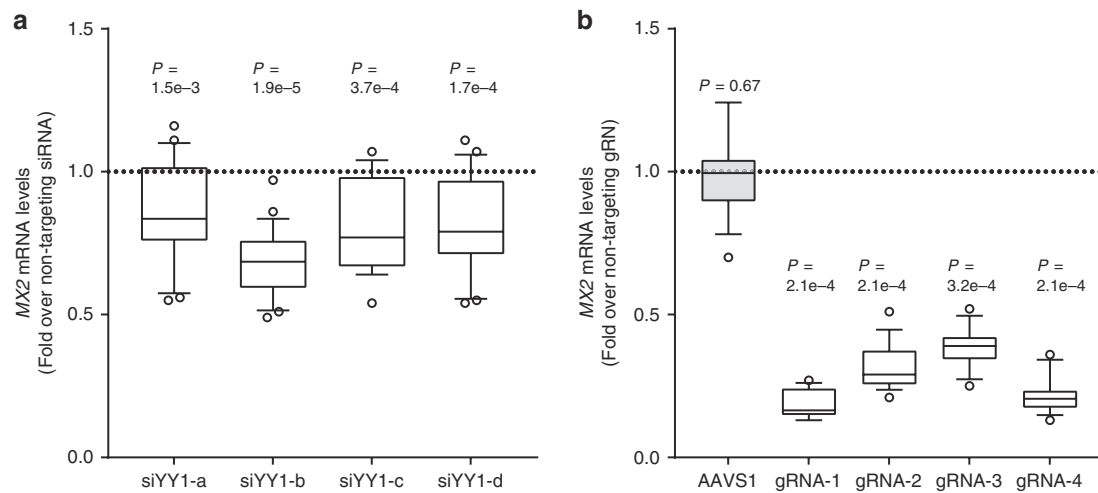 a
MX2 mRNA levels
(Fold over non-targeting siRNA)
1.5
1.0
0.5
0.0
P =
1.5e–3
P =
1.9e–5
P =
3.7e–4
P =
1.7e–4
siYY1-a
siYY1-b
siYY1-c
siYY1-d
b
MX2 mRNA levels
(Fold over non-targeting gRN)
1.5
1.0
0.5
0.0
P = 0.67
P =
2.1e–4
P =
2.1e–4
P =
3.2e–4
P =
2.1e–4
AAVS1
gRNA-1
gRNA-2
gRNA-3
gRNA-4